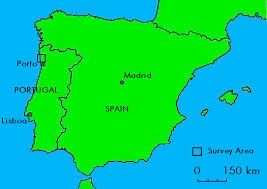 Porto
Madrid
PORTUGAL
SPAIN
Lisboa
Survey Area
0 150 km